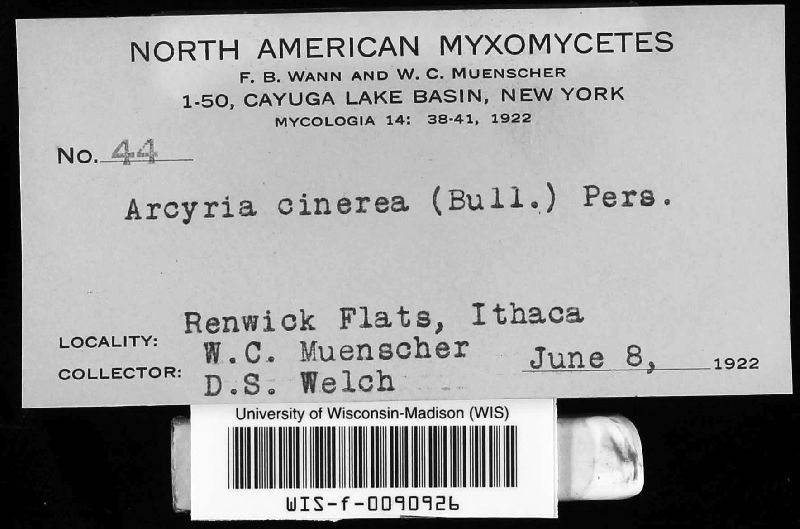 NORTH AMERICAN MYXOMYCETES
F. B. WANN AND W. C. MUENSCHER
1-50, CAYUGA LAKE BASIN, NEW YORK
MYCOLOGIA 14: 38-41, 1922
No. 44
Arcyria cinerea (Bull.) Pers.
LOCALITY: Renwick Flats, Ithaca
COLLECTOR: W.C. Muenscher
D.S. Welch June 8, 1922
University of Wisconsin-Madison (WIS)
WIS-f-0090926